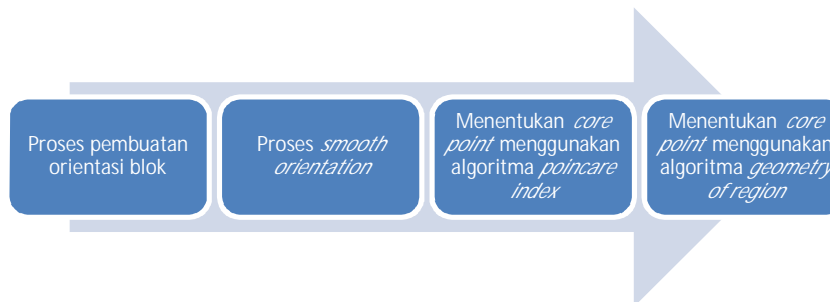 Proses pembuatan
orientasi blok
Proses smooth
orientation
Menentukan core
point menggunakan
algoritma poincare
index
Menentukan core
point menggunakan
algoritma geometry
of region